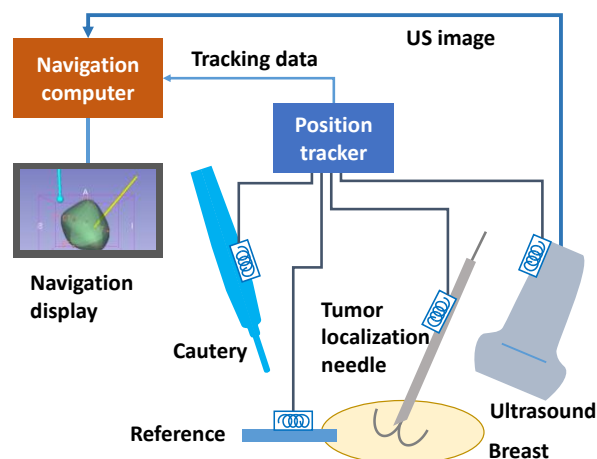 US image
Navigation
computer
Tracking data
Position
tracker
A
Navigation
display
Cautery
Tumor
localization
needle
Ultrasound
Reference
Breast